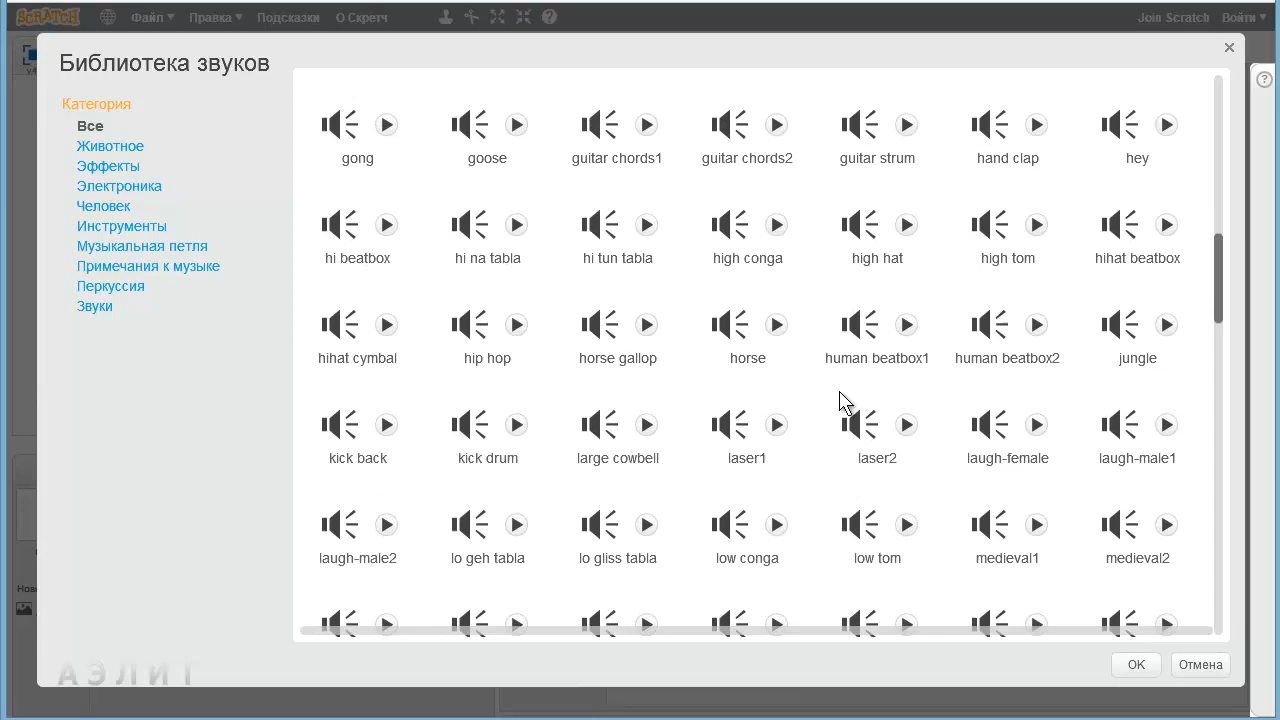 SCRATCH Файл Правка Подсказки О Скретч Join Scratch Войти
Библиотека звуков
Категория
Все
Животное
Эффекты
Электроника
Человек
Инструменты
Музыкальная петля
Примечания к музыке
Перкуссия
Звуки
gong goose guitar chords1 guitar chords2 guitar strum hand clap hey
hi beatbox hi na tabla hi tun tabla high conga high hat high tom hihat beatbox
hihat cymbal hip hop horse gallop horse human beatbox1 human beatbox2 jungle
kick back kick drum large cowbell laser1 laser2 laugh-female laugh-male1
laugh-male2 lo geh tabla lo gliss tabla low conga low tom medieval1 medieval2
OK Отмена
АЭЛИТ